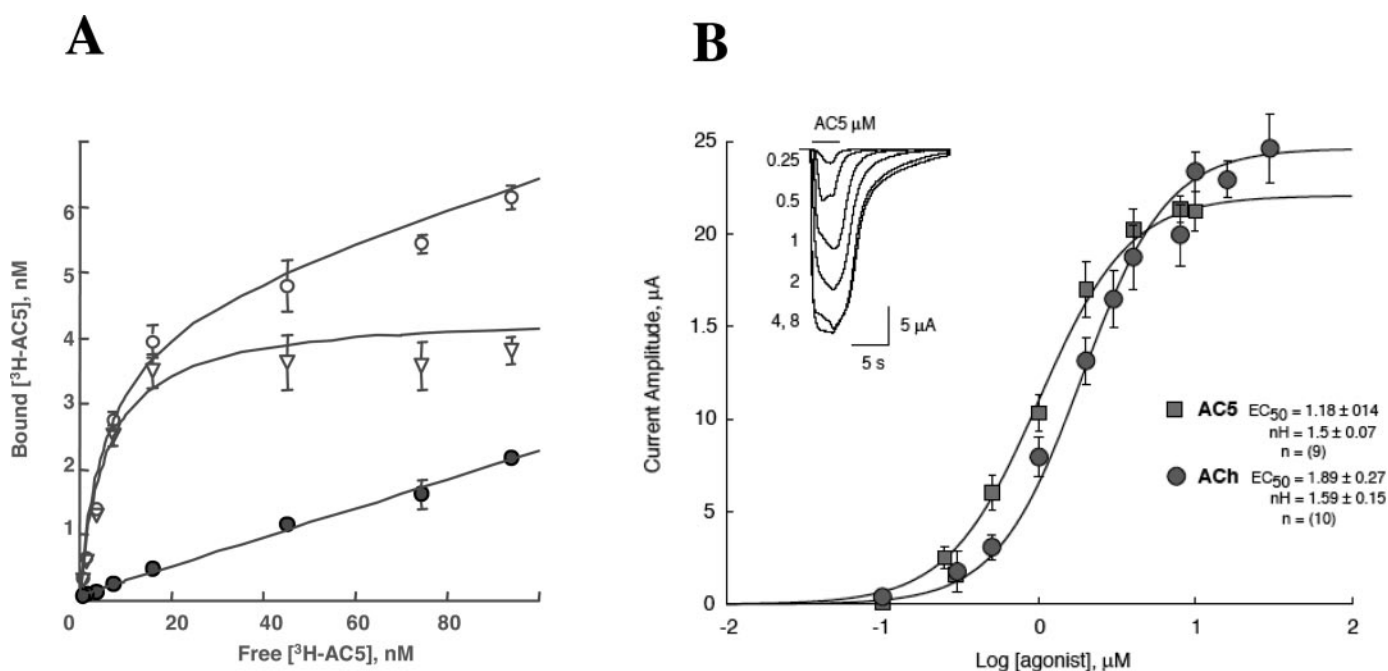 A
B
Bound [³H-AC5], nM
6
5
4
3
2
1
0
20
40
60
80
Free [³H-AC5], nM
Current Amplitude, µA
25
20
15
10
5
0
-2
-1
0
1
2
Log [agonist], µM
AC5 µM
0.25
0.5
1
2
4, 8
5 µA
5 s
AC5 EC50 = 1.18 ± 014
nH = 1.5 ± 0.07
n = (9)
ACh EC50 = 1.89 ± 0.27
nH = 1.59 ± 0.15
n = (10)